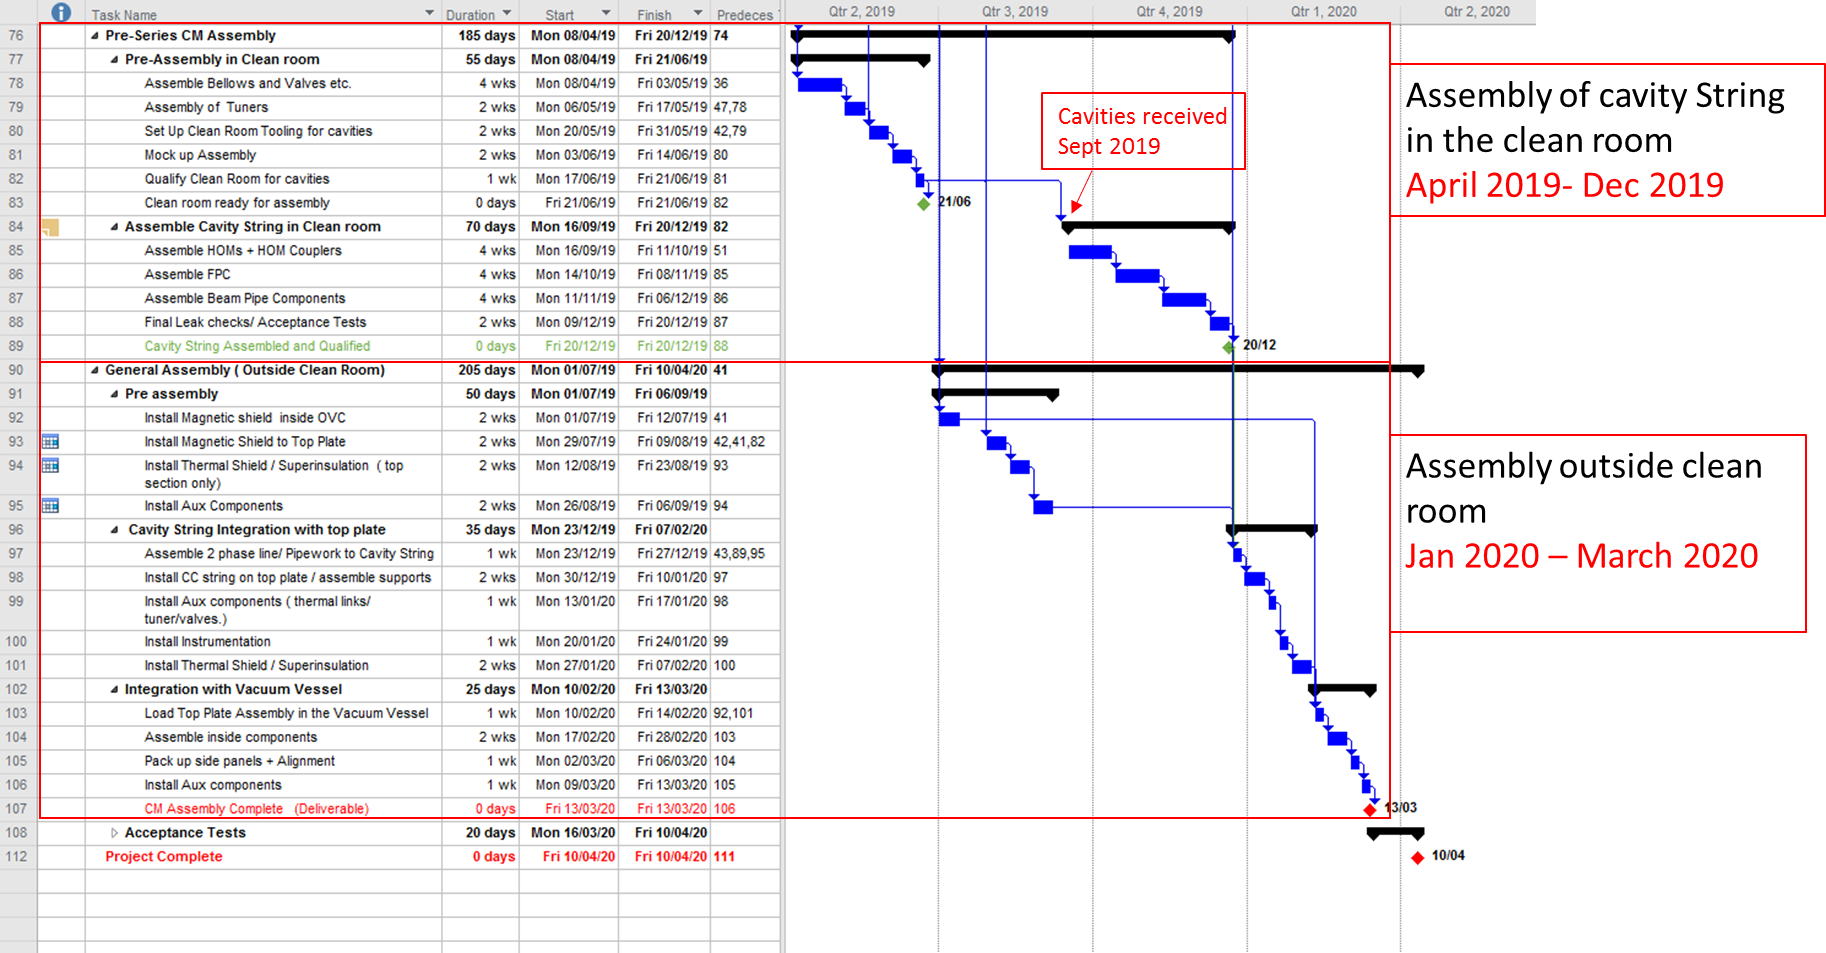 Task Name Duration Start Finish Predeces Qtr 2, 2019 Qtr 3, 2019 Qtr 4, 2019 Qtr 1, 2020 Qtr 2, 2020
76 Pre-Series CM Assembly 185 days Mon 08/04/19 Fri 20/12/19 74
77 Pre-Assembly in Clean room 55 days Mon 08/04/19 Fri 21/06/19
78 Assemble Bellows and Valves etc. 4 wks Mon 08/04/19 Fri 03/05/19 36
79 Assembly of Tuners 2 wks Mon 06/05/19 Fri 17/05/19 47,78
80 Set Up Clean Room Tooling for cavities 2 wks Mon 20/05/19 Fri 31/05/19 42,79
81 Mock up Assembly 2 wks Mon 03/06/19 Fri 14/06/19 80
82 Qualify Clean Room for cavities 1 wk Mon 17/06/19 Fri 21/06/19 81
83 Clean room ready for assembly 0 days Fri 21/06/19 Fri 21/06/19 82 21/06
84 Assemble Cavity String in Clean room 70 days Mon 16/09/19 Fri 20/12/19 82
85 Assemble HOMs + HOM Couplers 4 wks Mon 16/09/19 Fri 11/10/19 51
86 Assemble FPC 4 wks Mon 14/10/19 Fri 08/11/19 85
87 Assemble Beam Pipe Components 4 wks Mon 11/11/19 Fri 06/12/19 86
88 Final Leak checks/ Acceptance Tests 2 wks Mon 09/12/19 Fri 20/12/19 87
89 Cavity String Assembled and Qualified 0 days Fri 20/12/19 Fri 20/12/19 88 20/12
90 General Assembly ( Outside Clean Room) 205 days Mon 01/07/19 Fri 10/04/20 41
91 Pre assembly 50 days Mon 01/07/19 Fri 06/09/19
92 Install Magnetic shield inside OVC 2 wks Mon 01/07/19 Fri 12/07/19 41
93 Install Magnetic Shield to Top Plate 2 wks Mon 29/07/19 Fri 09/08/19 42,41,82
94 Install Thermal Shield / Superinsulation ( top 2 wks Mon 12/08/19 Fri 23/08/19 93
section only)
95 Install Aux Components 2 wks Mon 26/08/19 Fri 06/09/19 94
96 Cavity String Integration with top plate 35 days Mon 23/12/19 Fri 07/02/20
97 Assemble 2 phase line/ Pipework to Cavity String 1 wk Mon 23/12/19 Fri 27/12/19 43,89,95
98 Install CC string on top plate / assemble supports 2 wks Mon 30/12/19 Fri 10/01/20 97
99 Install Aux components ( thermal links/ 1 wk Mon 13/01/20 Fri 17/01/20 98
tuner/valves.)
100 Install Instrumentation 1 wk Mon 20/01/20 Fri 24/01/20 99
101 Install Thermal Shield / Superinsulation 2 wks Mon 27/01/20 Fri 07/02/20 100
102 Integration with Vacuum Vessel 25 days Mon 10/02/20 Fri 13/03/20
103 Load Top Plate Assembly in the Vacuum Vessel 1 wk Mon 10/02/20 Fri 14/02/20 92,101
104 Assemble inside components 2 wks Mon 17/02/20 Fri 28/02/20 103
105 Pack up side panels + Alignment 1 wk Mon 02/03/20 Fri 06/03/20 104
106 Install Aux components 1 wk Mon 09/03/20 Fri 13/03/20 105
107 CM Assembly Complete (Deliverable) 0 days Fri 13/03/20 Fri 13/03/20 106 13/03
108 Acceptance Tests 20 days Mon 16/03/20 Fri 10/04/20
112 Project Complete 0 days Fri 10/04/20 Fri 10/04/20 111 10/04
Cavities received
Sept 2019
Assembly of cavity String
in the clean room
April 2019- Dec 2019
Assembly outside clean
room
Jan 2020 – March 2020